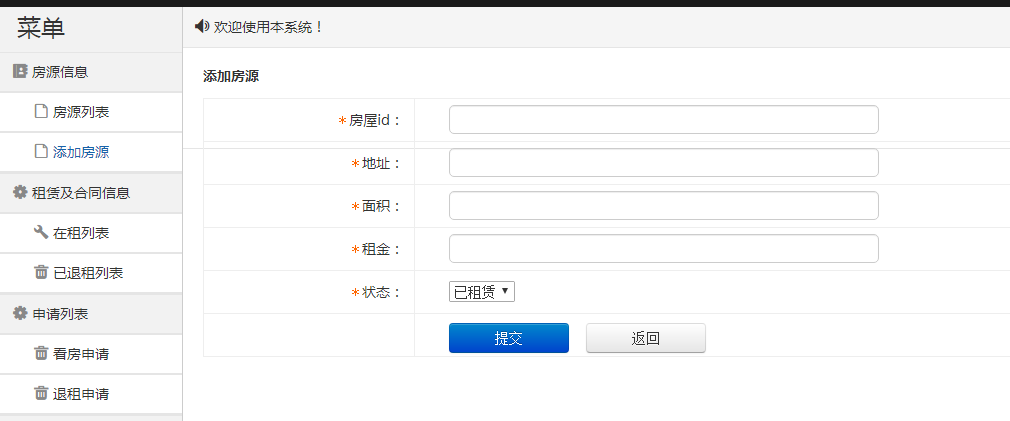 菜单
房源信息
房源列表
添加房源
租赁及合同信息
在租列表
已退租列表
申请列表
看房申请
退租申请
欢迎使用本系统！
添加房源
*房屋id：
*地址：
*面积：
*租金：
*状态：
已租赁
提交 返回